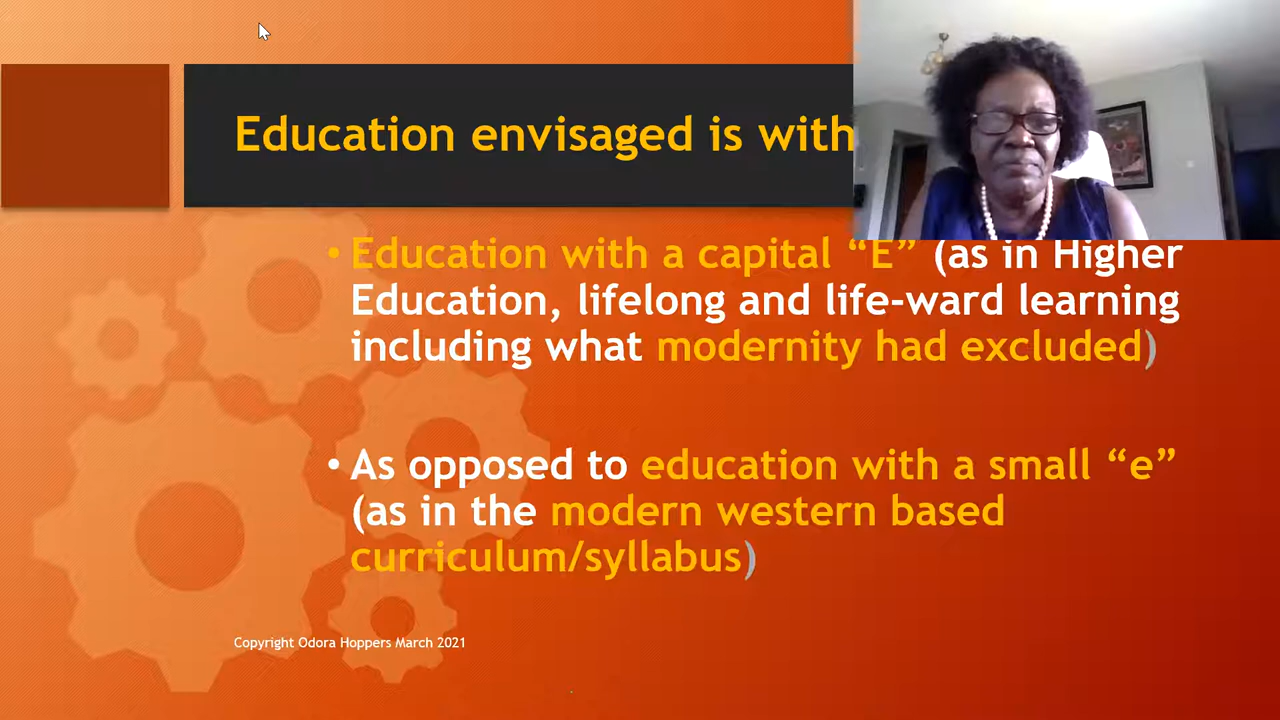 Education envisaged is with
• Education with a capital “E” (as in Higher
Education, lifelong and life-ward learning
including what modernity had excluded)
• As opposed to education with a small “e”
(as in the modern western based
curriculum/syllabus)
Copyright Odora Hoppers March 2021